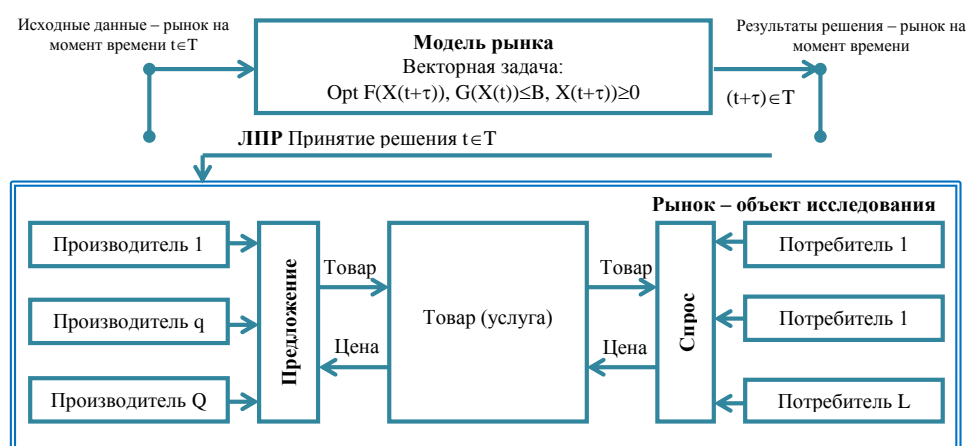 Исходные данные – рынок на
момент времени t∈T
Модель рынка
Векторная задача:
Opt F(X(t+τ)), G(X(t))≤B, X(t+τ))≥0
Результаты решения – рынок на
момент времени
(t+τ)∈T
ЛПР Принятие решения t∈T
Рынок – объект исследования
Производитель 1
Производитель q
Производитель Q
Предложение
Товар
Цена
Товар (услуга)
Товар
Цена
Спрос
Потребитель 1
Потребитель 1
Потребитель L